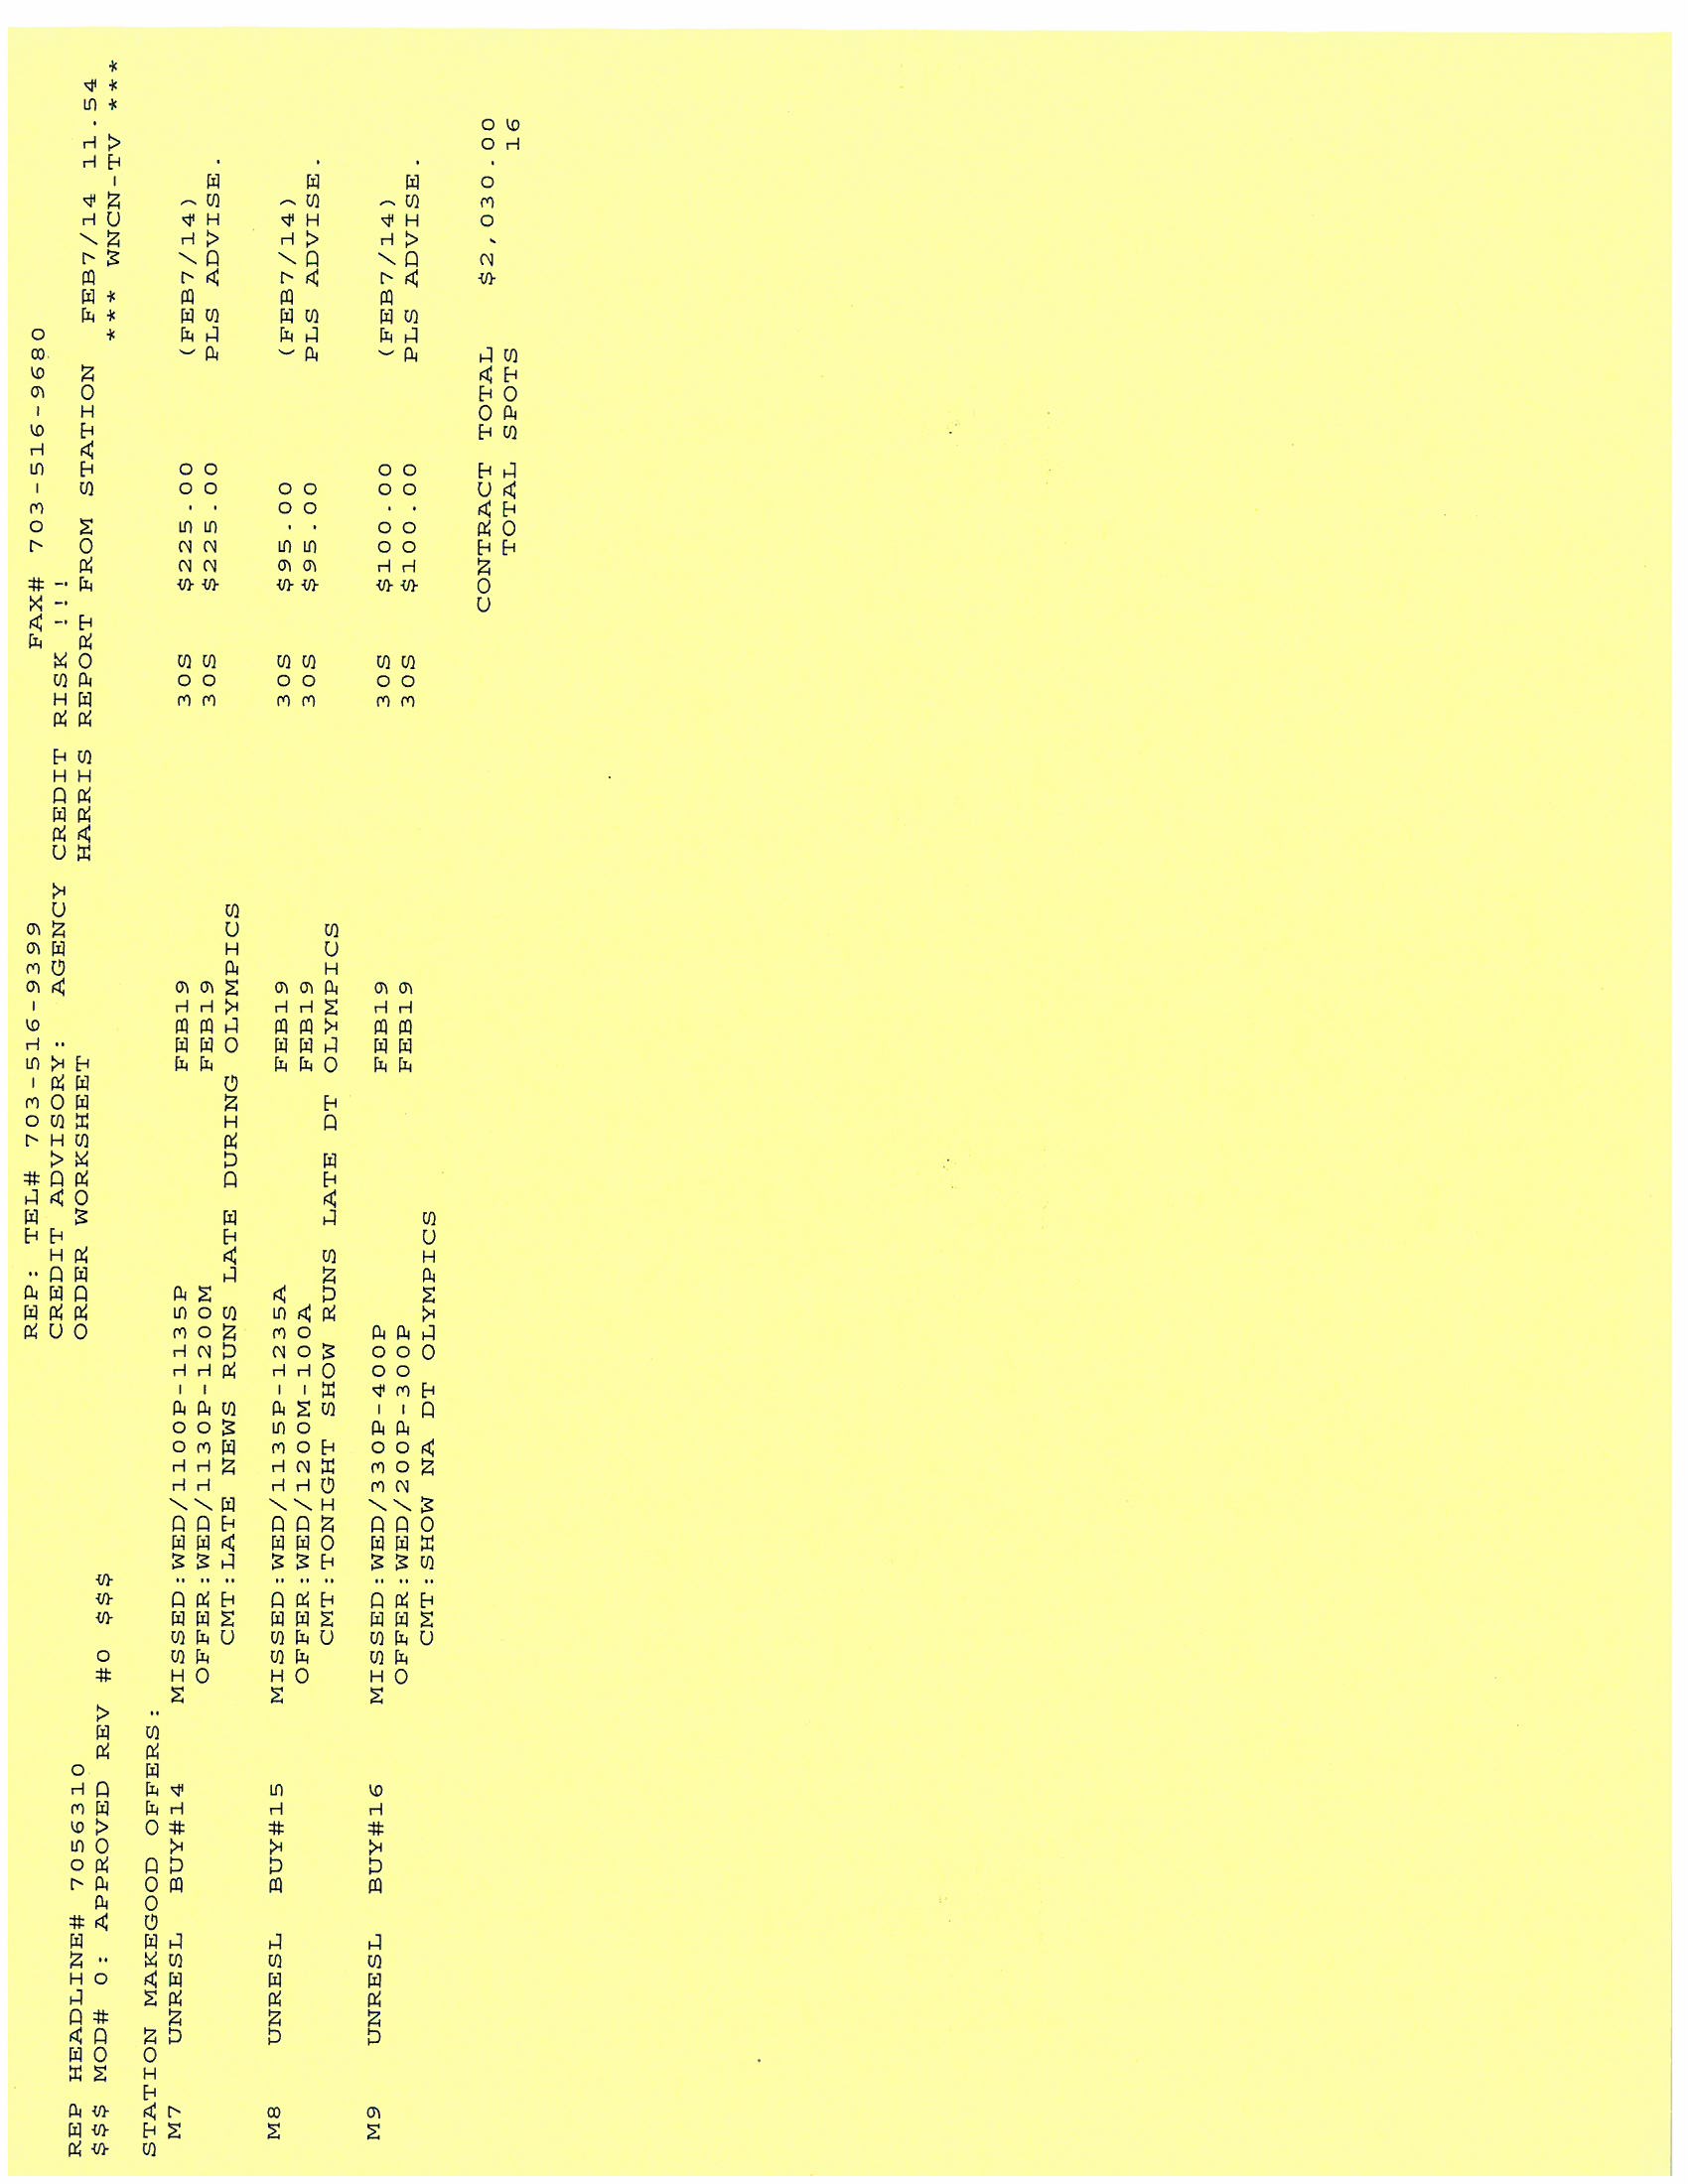 REP: TEL# 703-516-9399 FAX# 703-516-9680
CREDIT ADVISORY: AGENCY CREDIT RISK !!!
REP HEADLINE# 7056310 ORDER WORKSHEET HARRIS REPORT FROM STATION FEB7/14 11.54
$$$ MOD# 0: APPROVED REV #0 $$$ *** WNCN-TV ***
STATION MAKEGOOD OFFERS:
M7 UNRESL BUY#14 MISSED:WED/1100P-1135P FEB19 30S $225.00 (FEB7/14)
OFFER:WED/1130P-1200M FEB19 30S $225.00 PLS ADVISE.
CMT:LATE NEWS RUNS LATE DURING OLYMPICS
M8 UNRESL BUY#15 MISSED:WED/1135P-1235A FEB19 30S $95.00 (FEB7/14)
OFFER:WED/1200M-100A FEB19 30S $95.00 PLS ADVISE.
CMT:TONIGHT SHOW RUNS LATE DT OLYMPICS
M9 UNRESL BUY#16 MISSED:WED/330P-400P FEB19 30S $100.00 (FEB7/14)
OFFER:WED/200P-300P FEB19 30S $100.00 PLS ADVISE.
CMT:SHOW NA DT OLYMPICS
CONTRACT TOTAL $2,030.00
TOTAL SPOTS 16